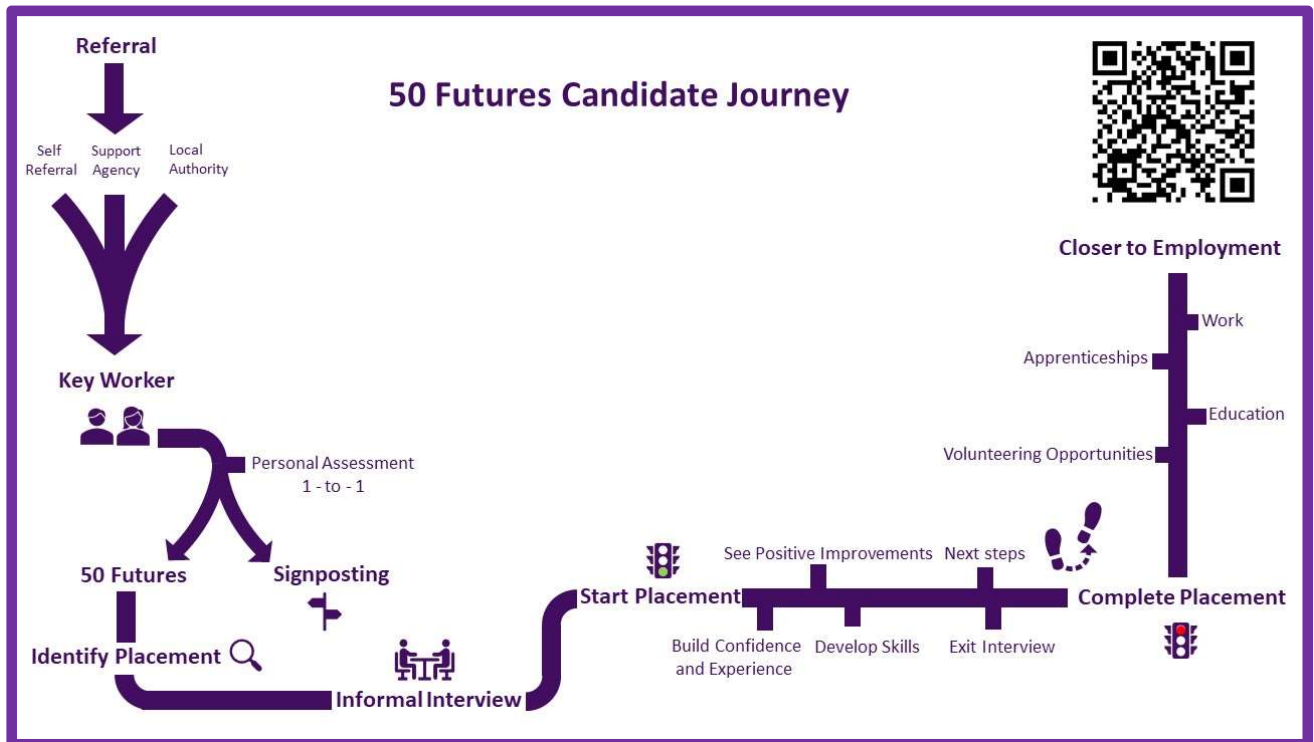 Referral
50 Futures Candidate Journey
Self
Referral
Support
Agency
Local
Authority
Key Worker
Personal Assessment
1 - to - 1
50 Futures
Signposting
Identify Placement
Informal Interview
Start Placement
See Positive Improvements
Next steps
Build Confidence
and Experience
Develop Skills
Exit Interview
Complete Placement
Closer to Employment
Work
Apprenticeships
Education
Volunteering Opportunities